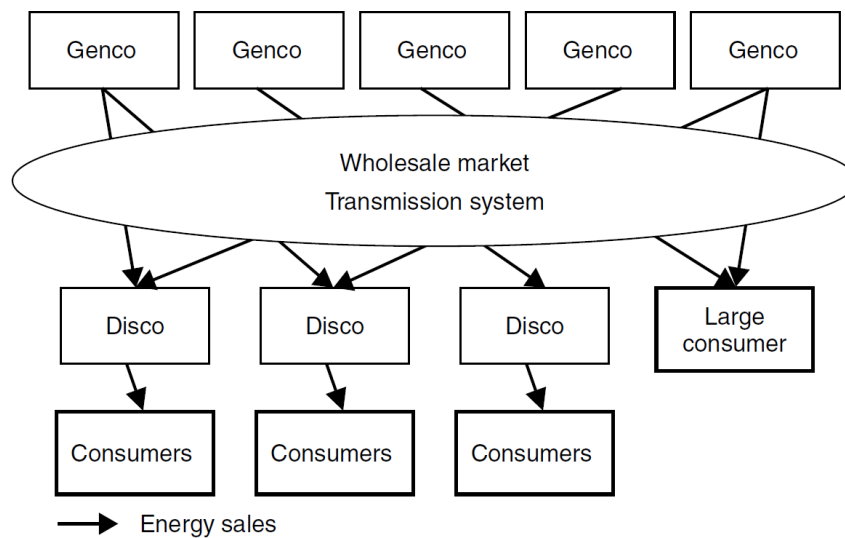 Genco
Genco
Genco
Genco
Genco
Wholesale market
Transmission system
Disco
Disco
Disco
Large
consumer
Consumers
Consumers
Consumers
Energy sales